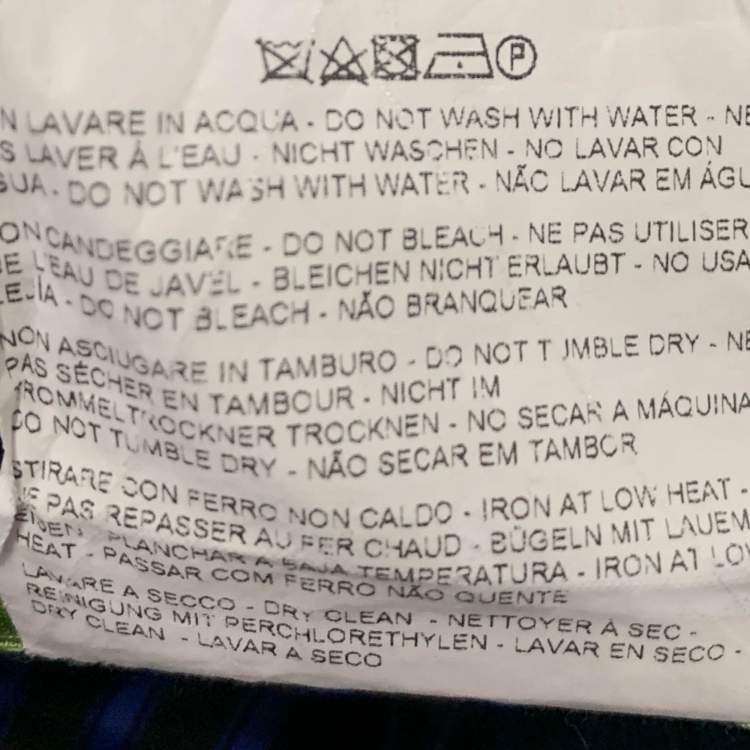 P
N LAVARE IN ACQUA - DO NOT WASH WITH WATER - NE
S LAVER À L'EAU - NICHT WASCHEN - NO LAVAR CON
GUA - DO NOT WASH WITH WATER - NÃO LAVAR EM ÁGU
ON CANDEGGIARE - DO NOT BLEACH - NE PAS UTILISER
DE L'EAU DE JAVEL - BLEICHEN NICHT ERLAUBT - NO USA
LEJÍA - DO NOT BLEACH - NÃO BRANQUEAR
NON ASCIUGARE IN TAMBURO - DO NOT TUMBLE DRY - NE
PAS SÉCHER EN TAMBOUR - NICHT IM
TROMMELTROCKNER TROCKNEN - NO SECAR A MÁQUINA
DO NOT TUMBLE DRY - NÃO SECAR EM TAMBOR
STIRARE CON FERRO NON CALDO - IRON AT LOW HEAT -
NE PAS REPASSER AU FER CHAUD - BÜGELN MIT LAUEM
EISEN - PLANCHAR A BAJA TEMPERATURA - IRON AT LOW
HEAT - PASSAR COM FERRO NÃO QUENTE
LAVARE A SECCO - DRY CLEAN - NETTOYER À SEC -
REINIGUNG MIT PERCHLORETHYLEN - LAVAR EN SECO -
DRY CLEAN - LAVAR A SECO